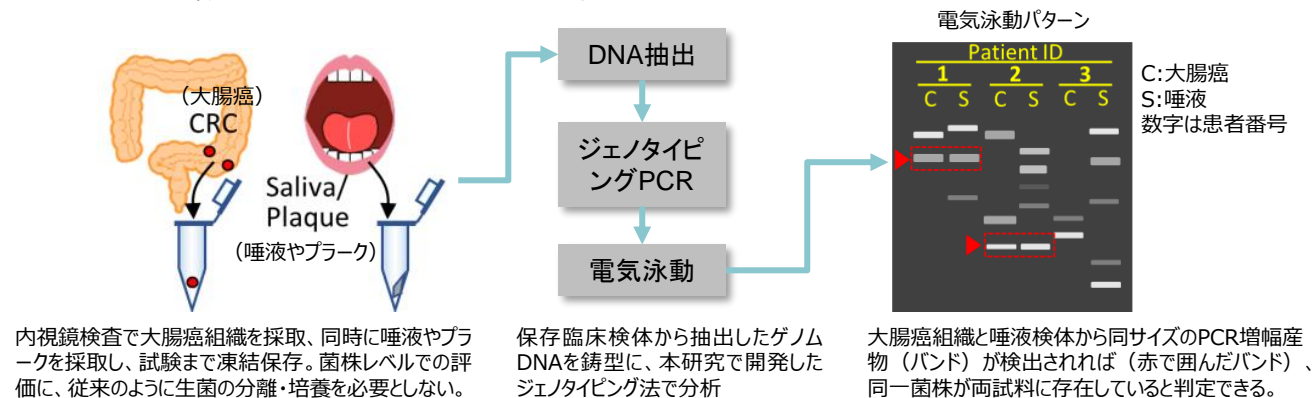 (大腸癌)
CRC
Saliva/
Plaque
(唾液やプラーク)
内視鏡検査で大腸癌組織を採取、同時に唾液やプラ
ークを採取し、試験まで凍結保存。菌株レベルでの評
価に、従来のように生菌の分離・培養を必要としない。
DNA抽出
ジェノタイピ
ングPCR
電気泳動
保存臨床検体から抽出したゲノム
DNAを鋳型に、本研究で開発した
ジェノタイピング法で分析
電気泳動パターン
Patient ID
1 2 3
C S C S C S
C:大腸癌
S:唾液
数字は患者番号
大腸癌組織と唾液検体から同サイズのPCR増幅産
物（バンド）が検出されれば（赤で囲んだバンド）、
同一菌株が両試料に存在していると判定できる。